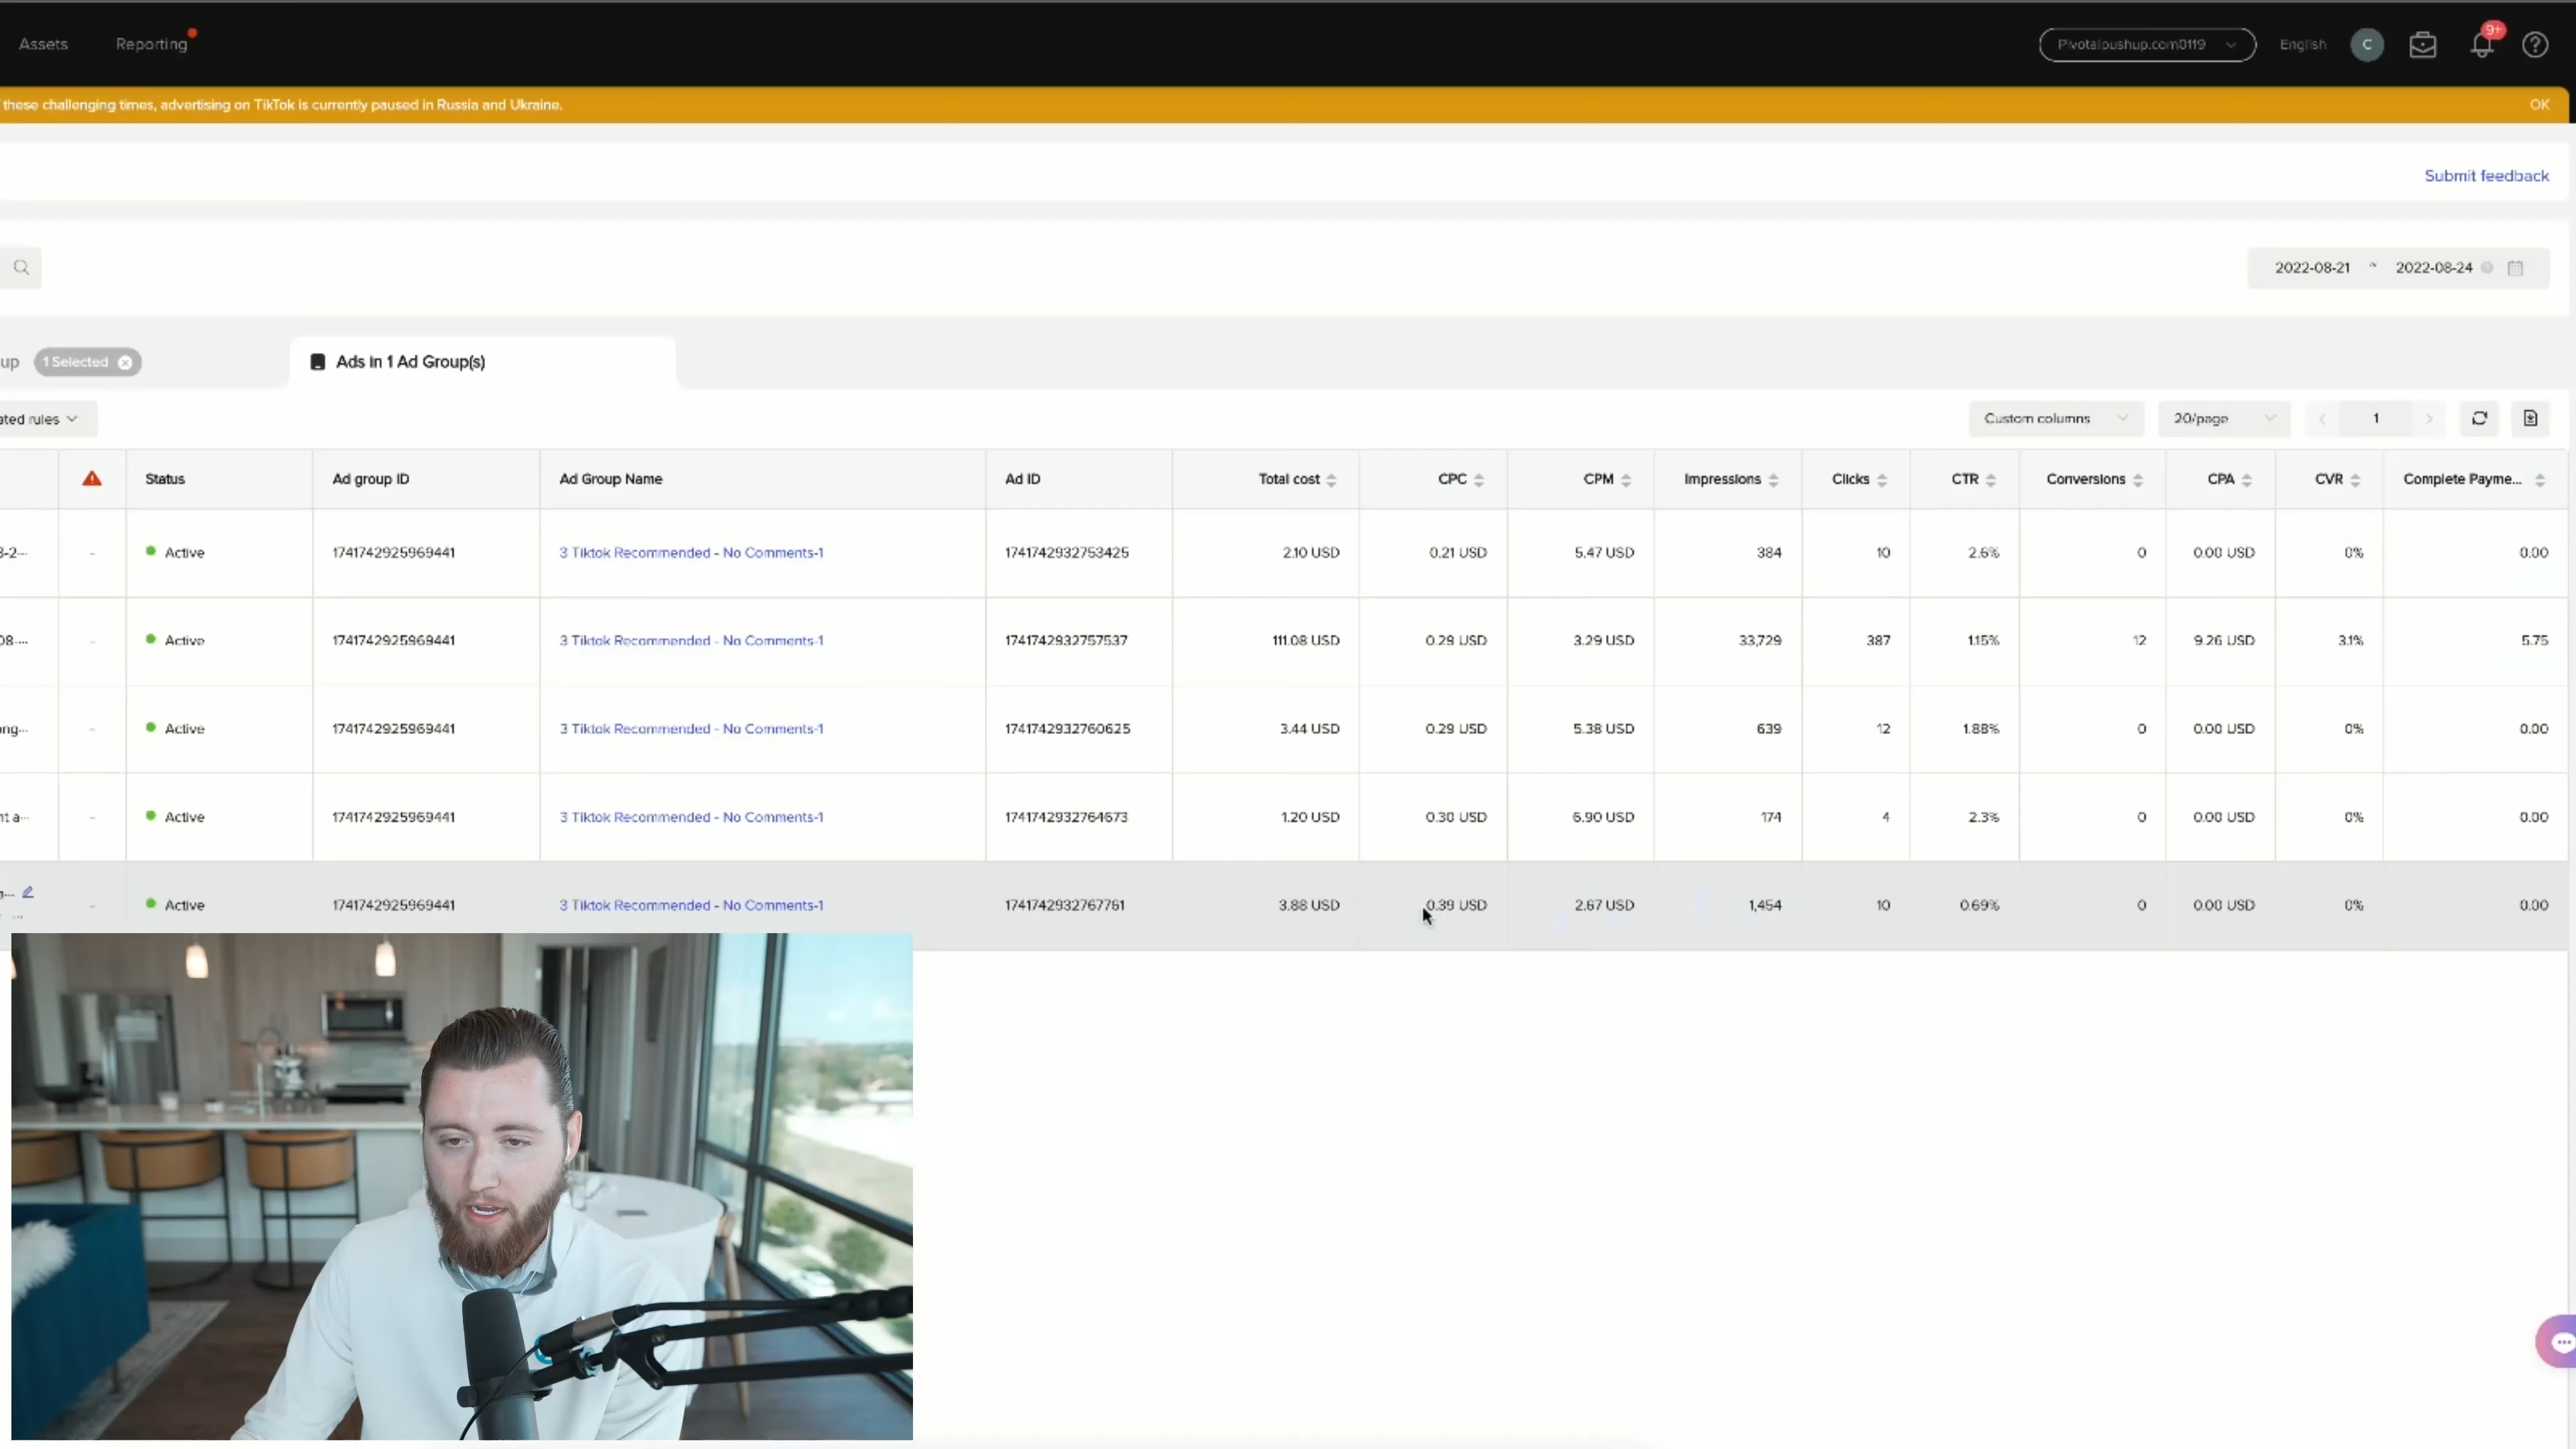 Assets Reporting Pivotalpushup.com0119 English C 9+
these challenging times, advertising on TikTok is currently paused in Russia and Ukraine. OK
Submit feedback
2022-08-21 ~ 2022-08-24
up 1 Selected Ads in 1 Ad Group(s)
ated rules Custom columns 20/page 1
Status Ad group ID Ad Group Name Ad ID Total cost CPC CPM Impressions Clicks CTR Conversions CPA CVR Complete Payme...
3-2... - Active 1741742925969441 3 Tiktok Recommended - No Comments-1 1741742932753425 2.10 USD 0.21 USD 5.47 USD 384 10 2.6% 0 0.00 USD 0% 0.00
08-... - Active 1741742925969441 3 Tiktok Recommended - No Comments-1 1741742932757537 111.08 USD 0.29 USD 3.29 USD 33,729 387 1.15% 12 9.26 USD 3.1% 5.75
ang... - Active 1741742925969441 3 Tiktok Recommended - No Comments-1 1741742932760625 3.44 USD 0.29 USD 5.38 USD 639 12 1.88% 0 0.00 USD 0% 0.00
nt a... - Active 1741742925969441 3 Tiktok Recommended - No Comments-1 1741742932764673 1.20 USD 0.30 USD 6.90 USD 174 4 2.3% 0 0.00 USD 0% 0.00
- Active 1741742925969441 3 Tiktok Recommended - No Comments-1 1741742932767761 3.88 USD 0.39 USD 2.67 USD 1,454 10 0.69% 0 0.00 USD 0% 0.00